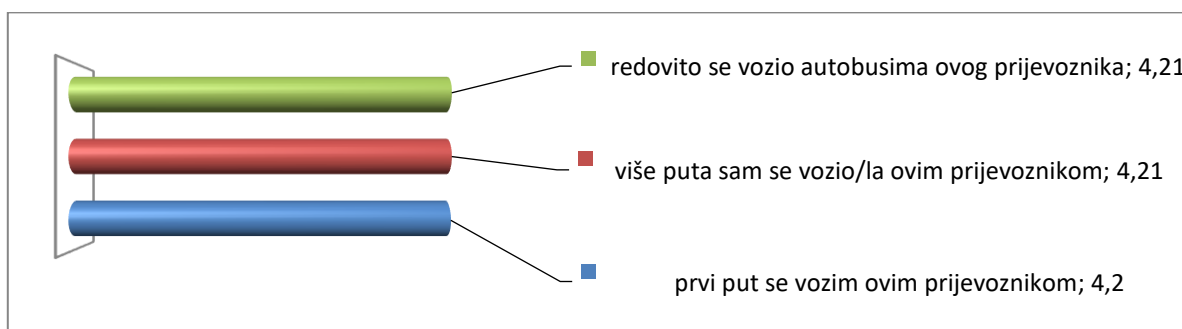 redovito se vozio autobusima ovog prijevoznika; 4,21
više puta sam se vozio/la ovim prijevoznikom; 4,21
prvi put se vozim ovim prijevoznikom; 4,2